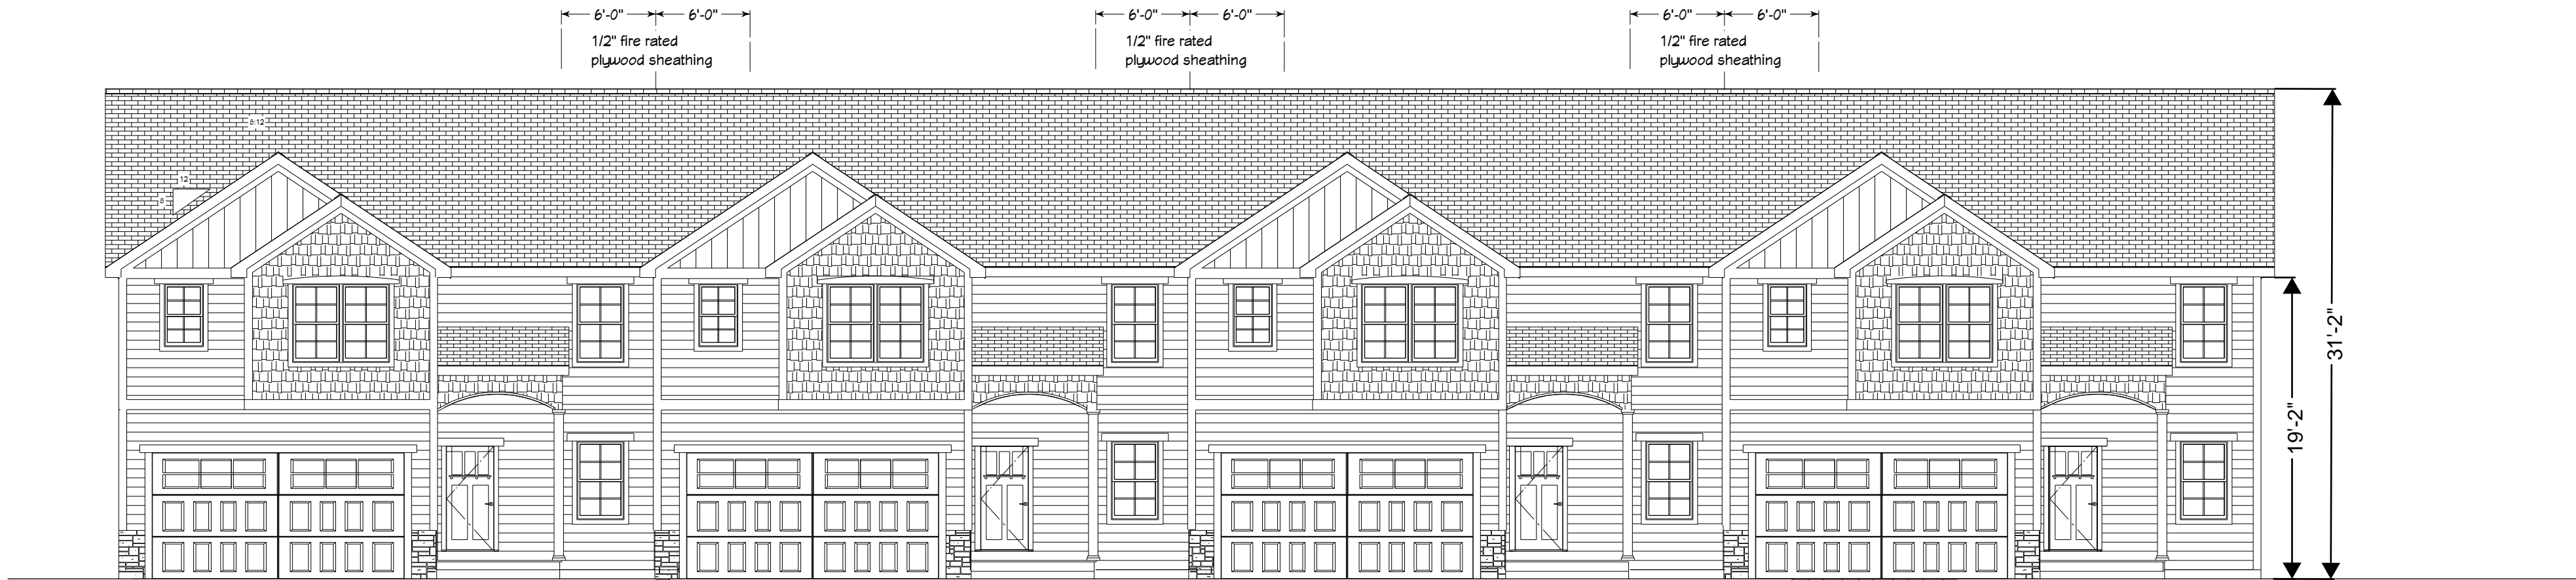 6'-0" 6'-0" 6'-0" 6'-0" 6'-0" 6'-0"
1/2" fire rated
plywood sheathing
1/2" fire rated
plywood sheathing
1/2" fire rated
plywood sheathing
8:12
12
8
31'-2"
19'-2"